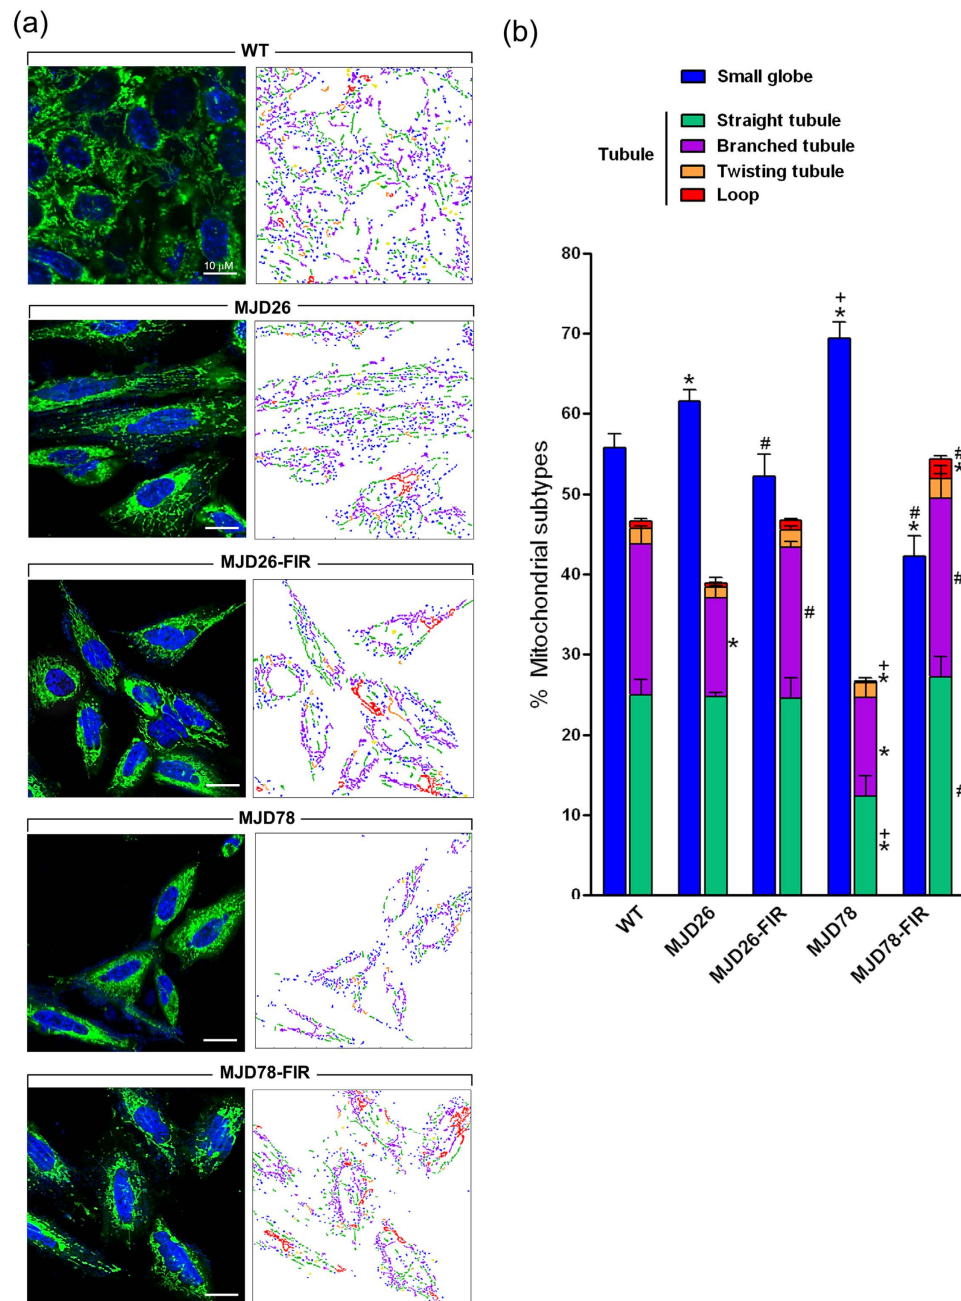 (a)
WT
10 µM
MJD26
MJD26-FIR
MJD78
MJD78-FIR
(b)
Small globe
Tubule
Straight tubule
Branched tubule
Twisting tubule
Loop
% Mitochondrial subtypes
80
70
60
50
40
30
20
10
0
*
*
#
#
+
*
+
*
*
+
*
#
*
#
*
#
#
WT
MJD26
MJD26-FIR
MJD78
MJD78-FIR